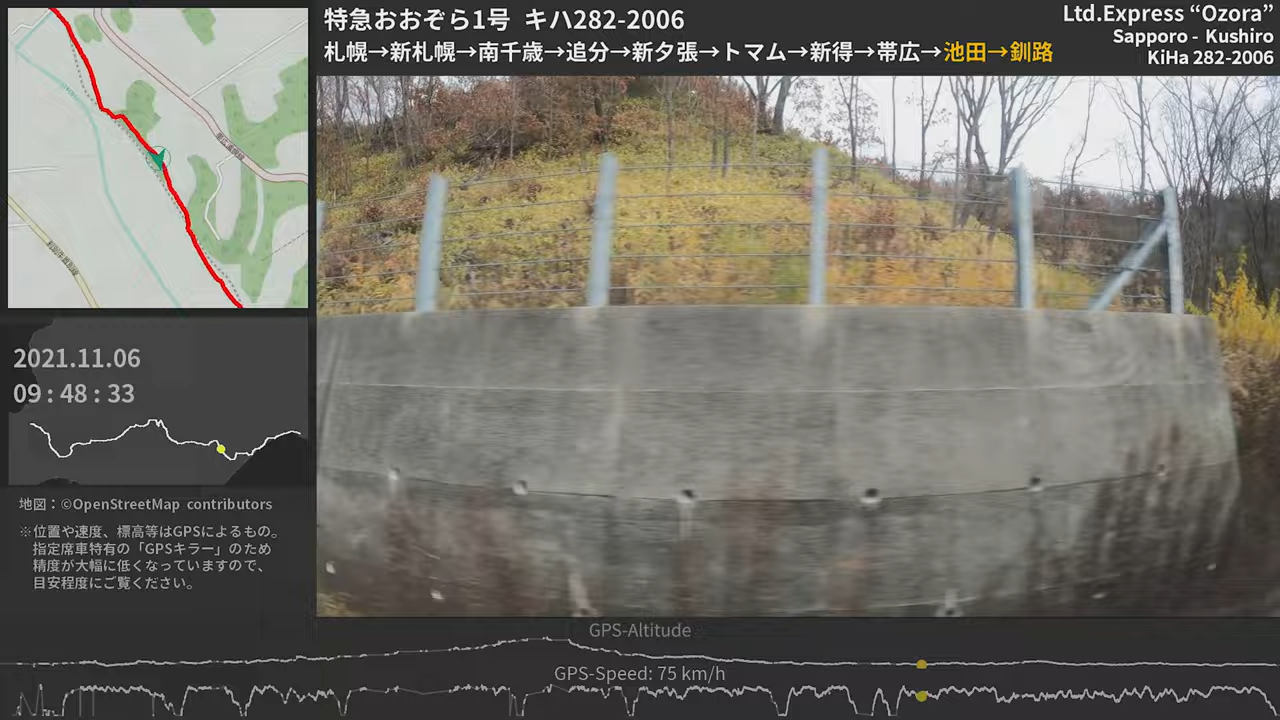 特急おおぞら1号 キハ282-2006
札幌→新札幌→南千歳→追分→新夕張→トマム→新得→帯広→池田→釧路
Ltd.Express “Ozora”
Sapporo - Kushiro
KiHa 282-2006
2021.11.06
09:48:33
地図：©OpenStreetMap contributors
※位置や速度、標高等はGPSによるもの。
指定席車特有の「GPSキラー」のため
精度が大幅に低くなっていますので、
目安程度にご覧ください。
GPS-Altitude
GPS-Speed: 75 km/h